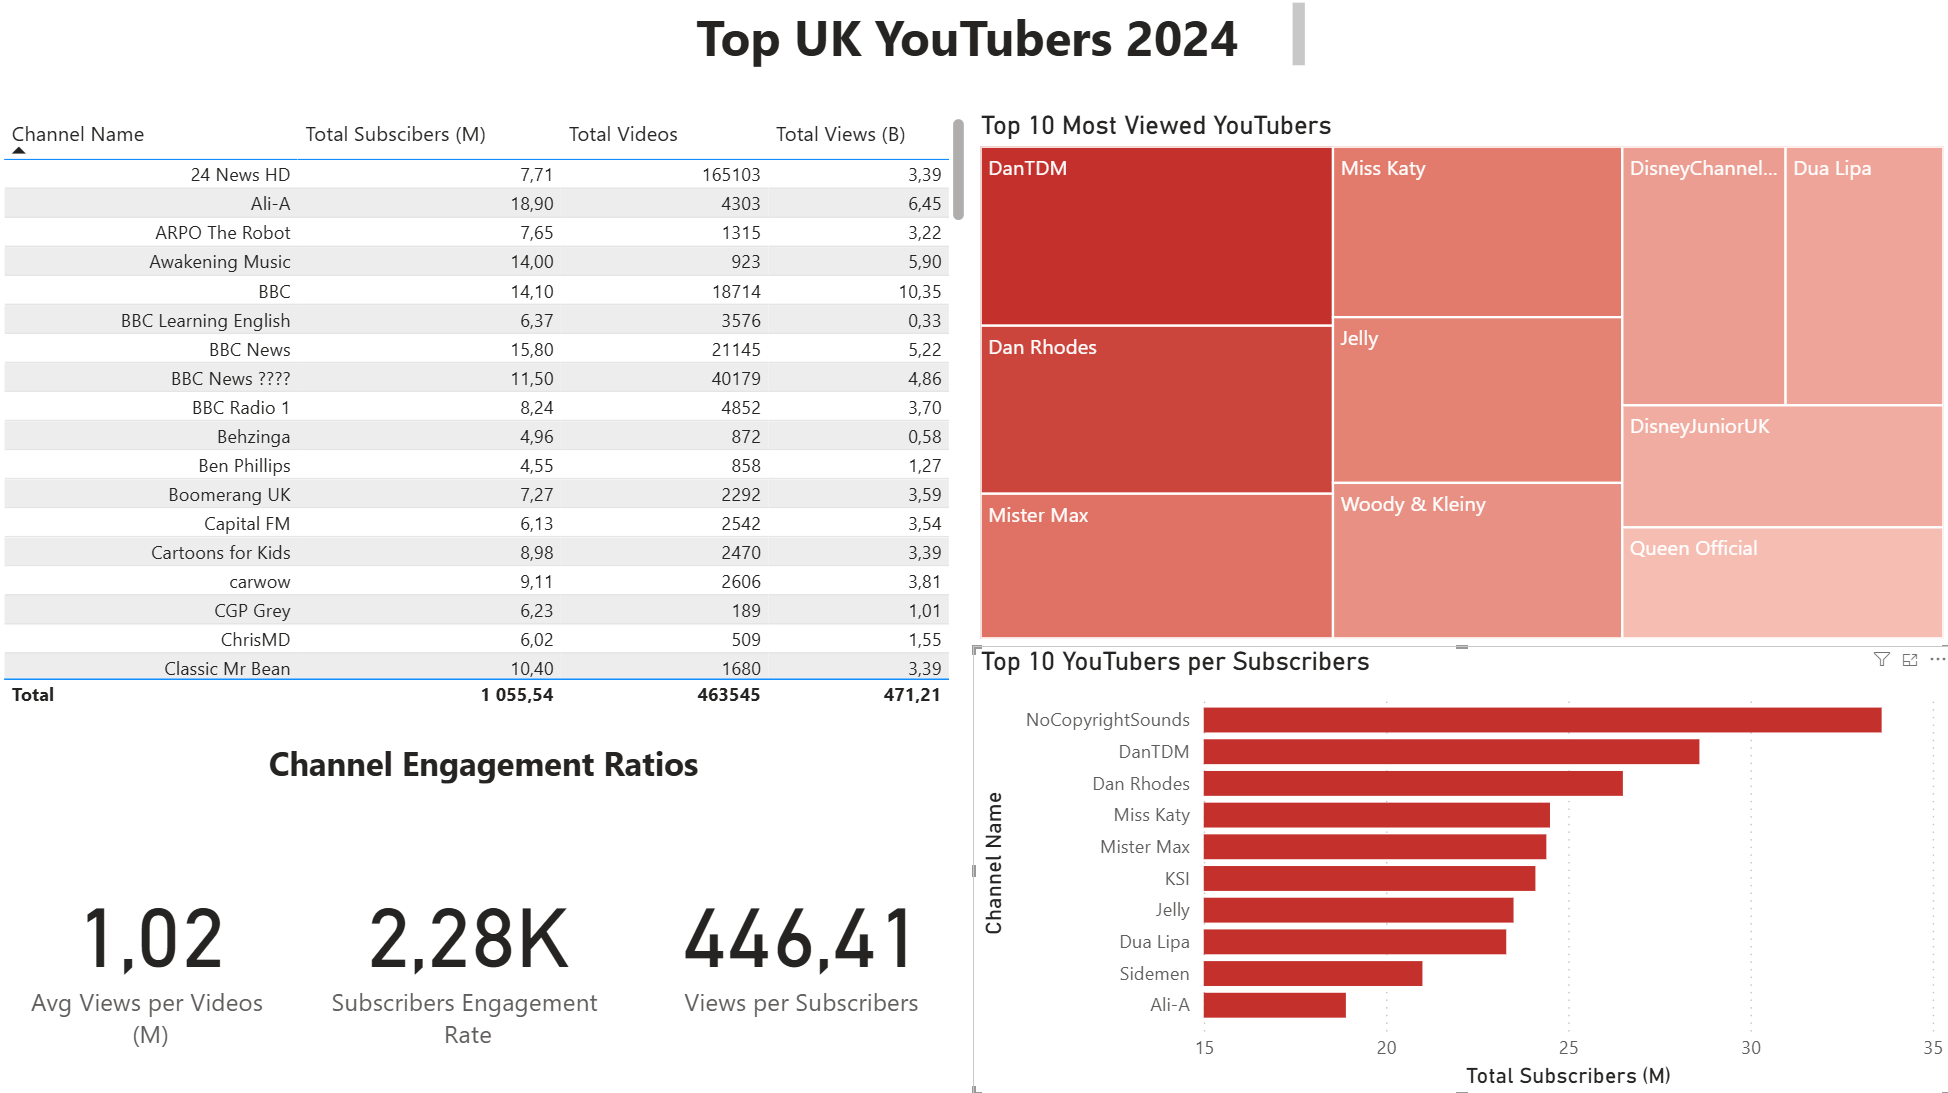 Top UK YouTubers 2024
Channel Name Total Subscibers (M) Total Videos Total Views (B)
24 News HD 7,71 165103 3,39
Ali-A 18,90 4303 6,45
ARPO The Robot 7,65 1315 3,22
Awakening Music 14,00 923 5,90
BBC 14,10 18714 10,35
BBC Learning English 6,37 3576 0,33
BBC News 15,80 21145 5,22
BBC News ???? 11,50 40179 4,86
BBC Radio 1 8,24 4852 3,70
Behzinga 4,96 872 0,58
Ben Phillips 4,55 858 1,27
Boomerang UK 7,27 2292 3,59
Capital FM 6,13 2542 3,54
Cartoons for Kids 8,98 2470 3,39
carwow 9,11 2606 3,81
CGP Grey 6,23 189 1,01
ChrisMD 6,02 509 1,55
Classic Mr Bean 10,40 1680 3,39
Total 1 055,54 463545 471,21
Top 10 Most Viewed YouTubers
DanTDM
Dan Rhodes
Mister Max
Miss Katy
Jelly
Woody & Kleiny
DisneyChannel...
Dua Lipa
DisneyJuniorUK
Queen Official
Channel Engagement Ratios
1,02
Avg Views per Videos
(M)
2,28K
Subscribers Engagement
Rate
446,41
Views per Subscribers
Top 10 YouTubers per Subscribers
Channel Name
NoCopyrightSounds
DanTDM
Dan Rhodes
Miss Katy
Mister Max
KSI
Jelly
Dua Lipa
Sidemen
Ali-A
15 20 25 30 35
Total Subscribers (M)